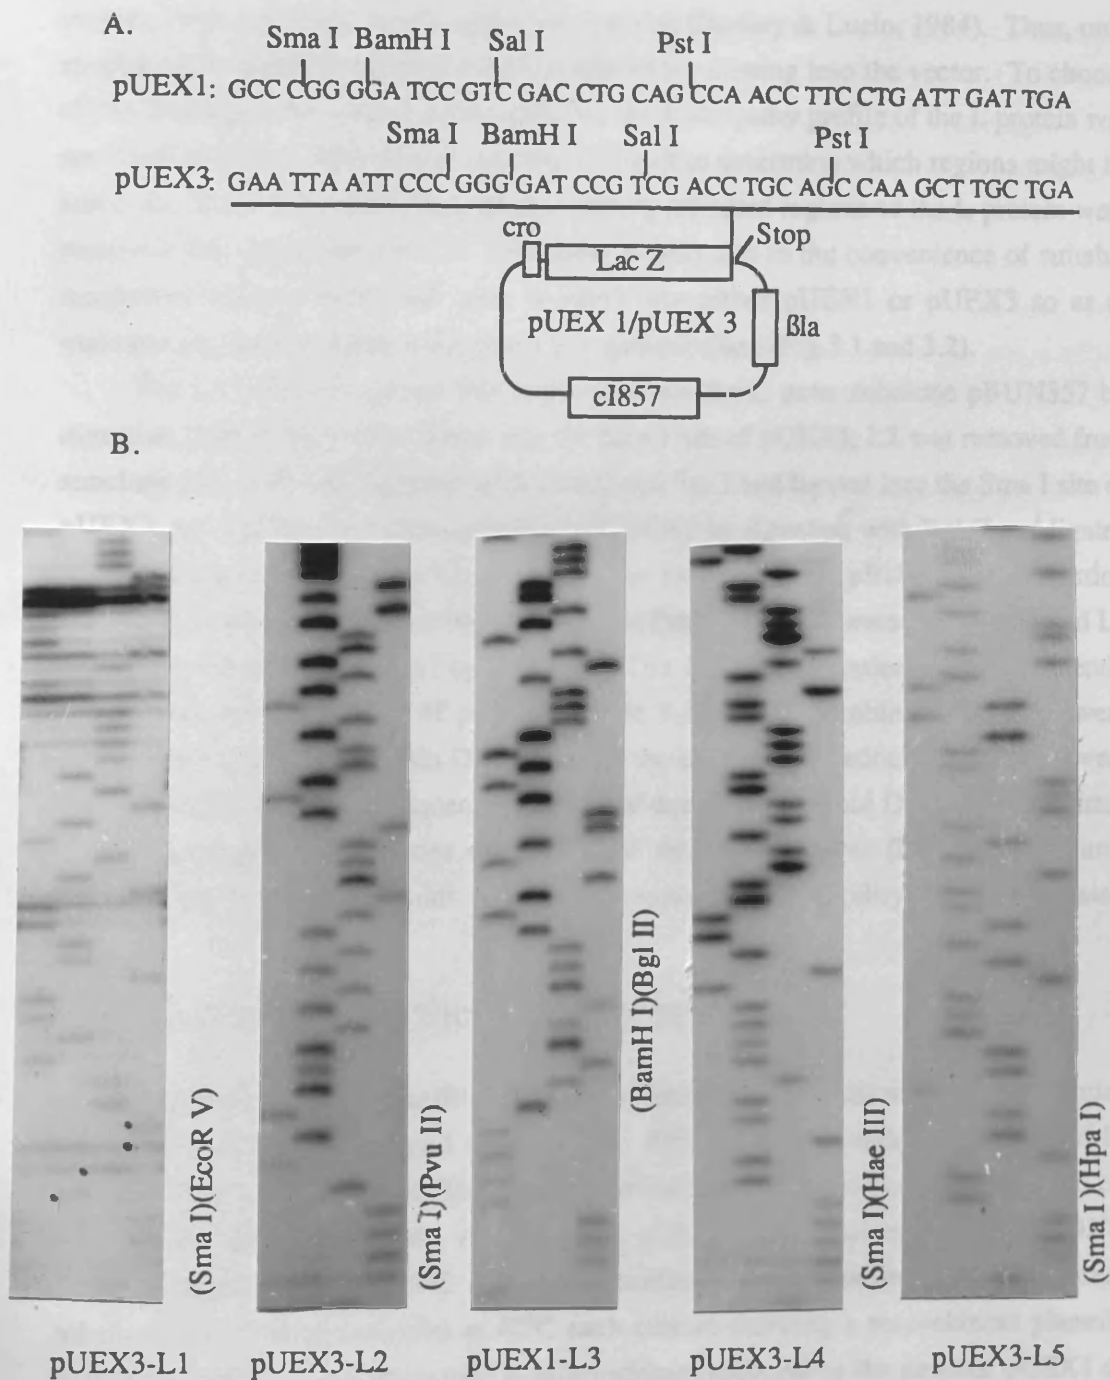 A.
Sma I BamH I Sal I Pst I
pUEX1: GCC CGG GGA TCC GTC GAC CTG CAG CCA ACC TTC CTG ATT GAT TGA
Sma I BamH I Sal I Pst I
pUEX3: GAA TTA ATT CCC GGG GAT CCG TCG ACC TGC AGC CAA GCT TGC TGA
cro Lac Z Stop
pUEX 1/pUEX 3 βla
cI857
B.
(Sma I)(EcoR V)
(Sma I)(Pvu II)
(BamH I)(Bgl II)
(Sma I)(Hae III)
(Sma I)(Hpa I)
pUEX3-L1 pUEX3-L2 pUEX1-L3 pUEX3-L4 pUEX3-L5